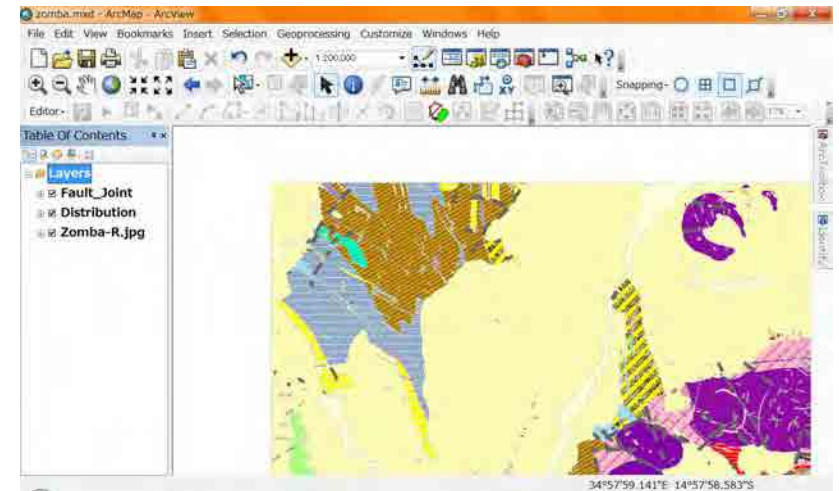 zomba.mxd - ArcMap - ArcView
File Edit View Bookmarks Insert Selection Geoprocessing Customize Windows Help
1:200,000
Snapping
Editor
Table Of Contents
Layers
Fault_Joint
Distribution
Zomba-R.jpg
ArcToolbox
Identify
34°57'59.141"E 14°57'58.583"S